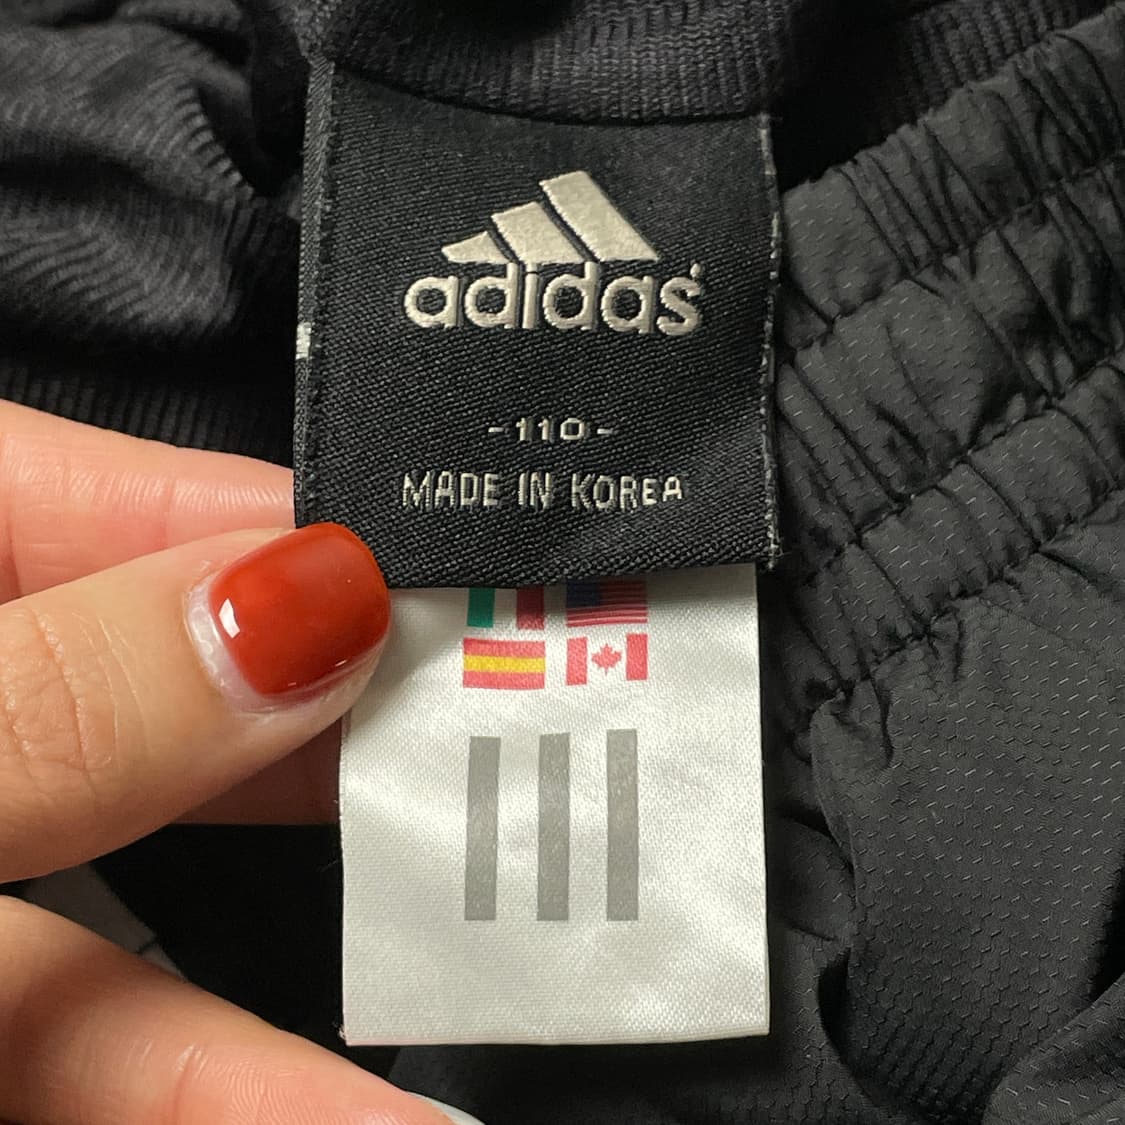 adidas
-110-
MADE IN KOREA